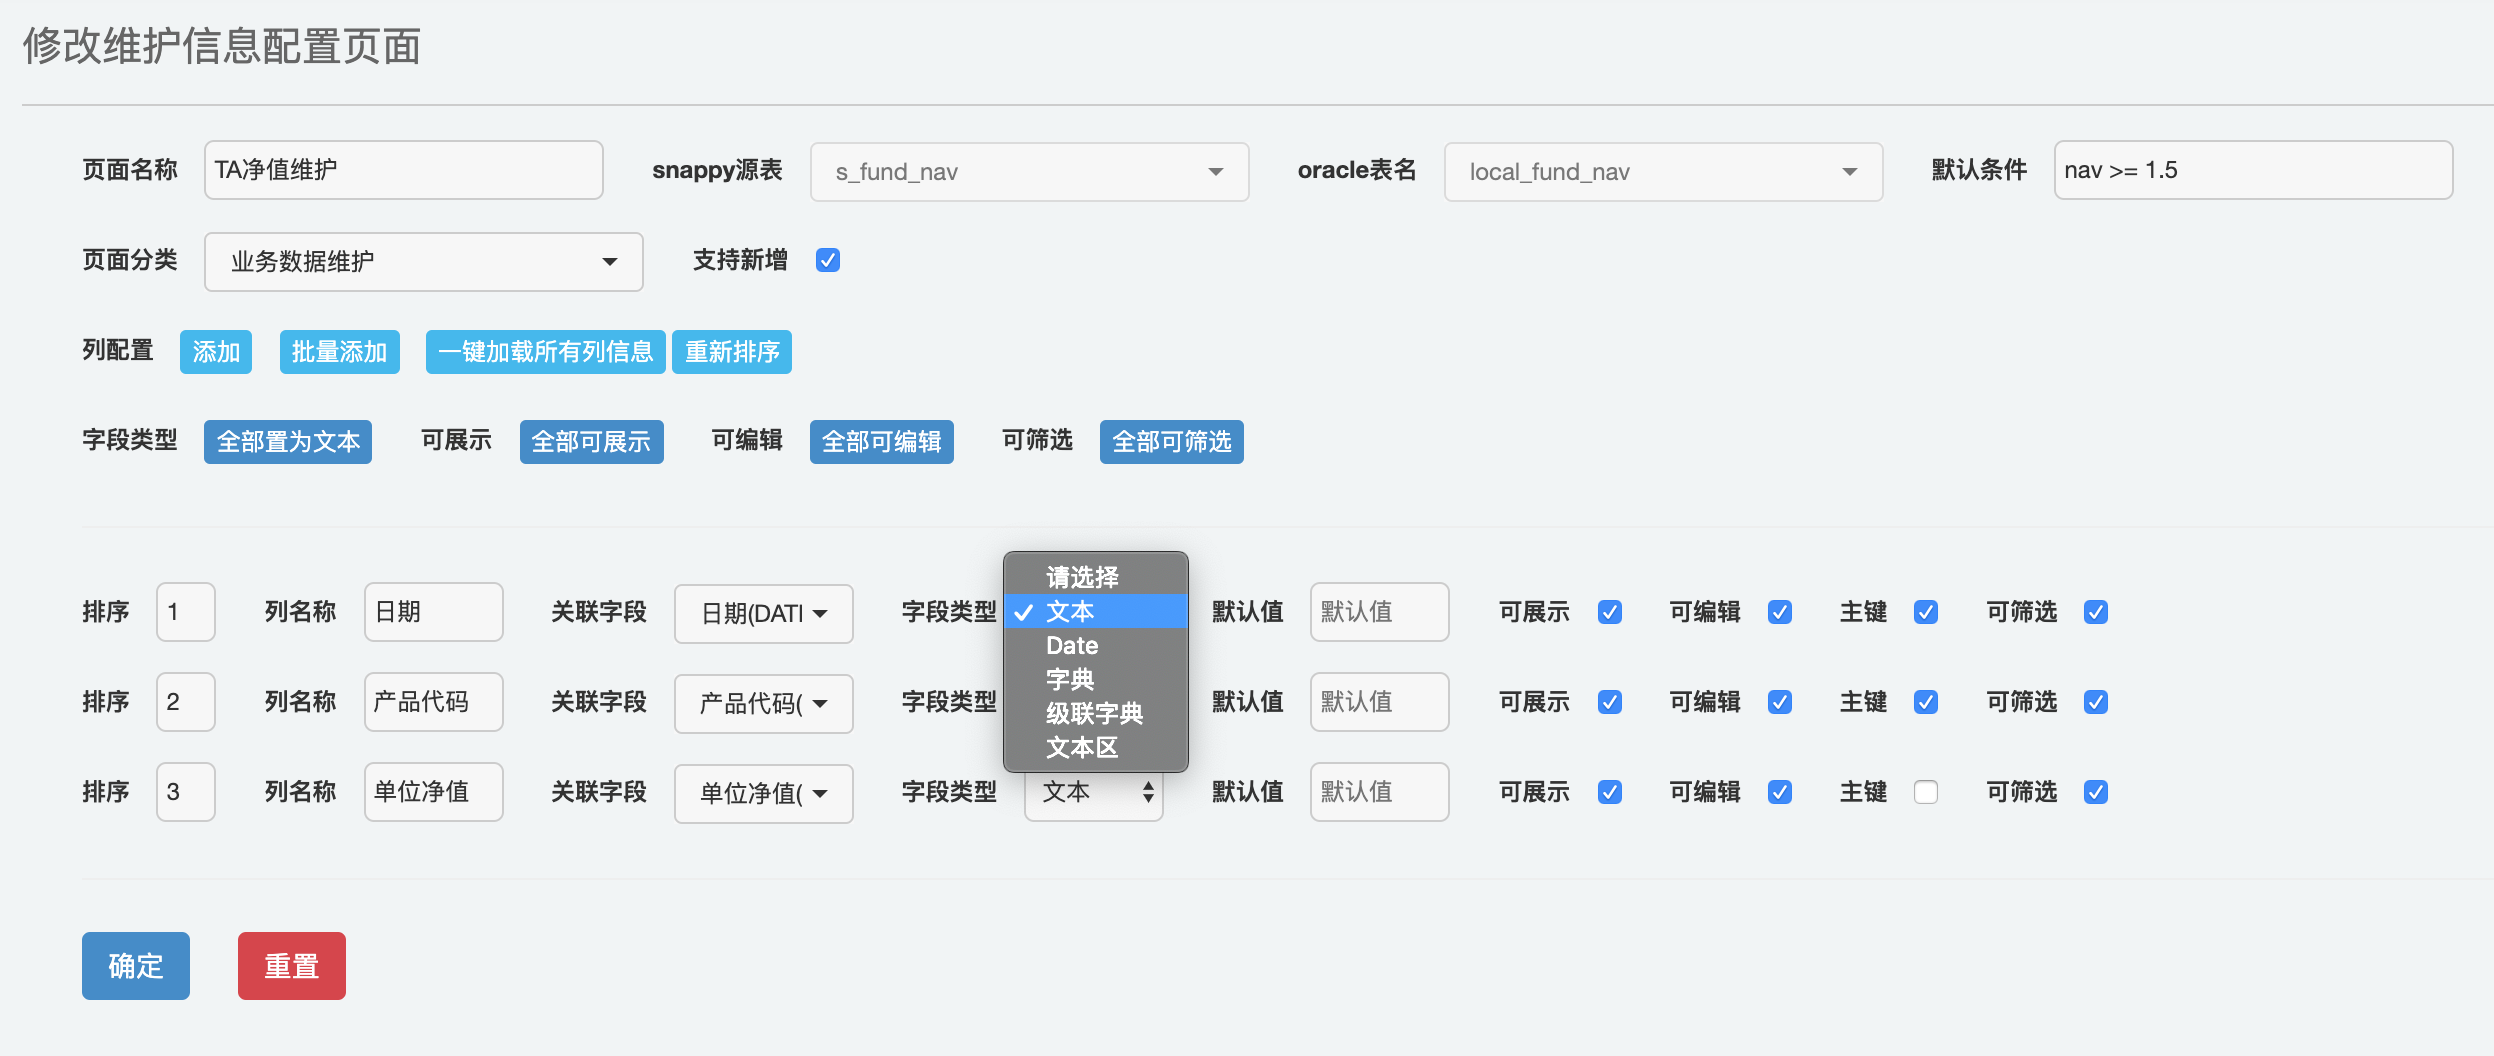 修改维护信息配置页面
页面名称 TA净值维护 snappy源表 s_fund_nav oracle表名 local_fund_nav 默认条件 nav >= 1.5
页面分类 业务数据维护 支持新增
列配置 添加 批量添加 一键加载所有列信息 重新排序
字段类型 全部置为文本 可展示 全部可展示 可编辑 全部可编辑 可筛选 全部可筛选
请选择
排序 1 列名称 日期 关联字段 日期(DATI 字段类型 文本 默认值 默认值 可展示 可编辑 主键 可筛选
Date
字典
排序 2 列名称 产品代码 关联字段 产品代码( 字段类型 级联字典 默认值 默认值 可展示 可编辑 主键 可筛选
文本区
排序 3 列名称 单位净值 关联字段 单位净值( 字段类型 文本 默认值 默认值 可展示 可编辑 主键 可筛选
确定 重置